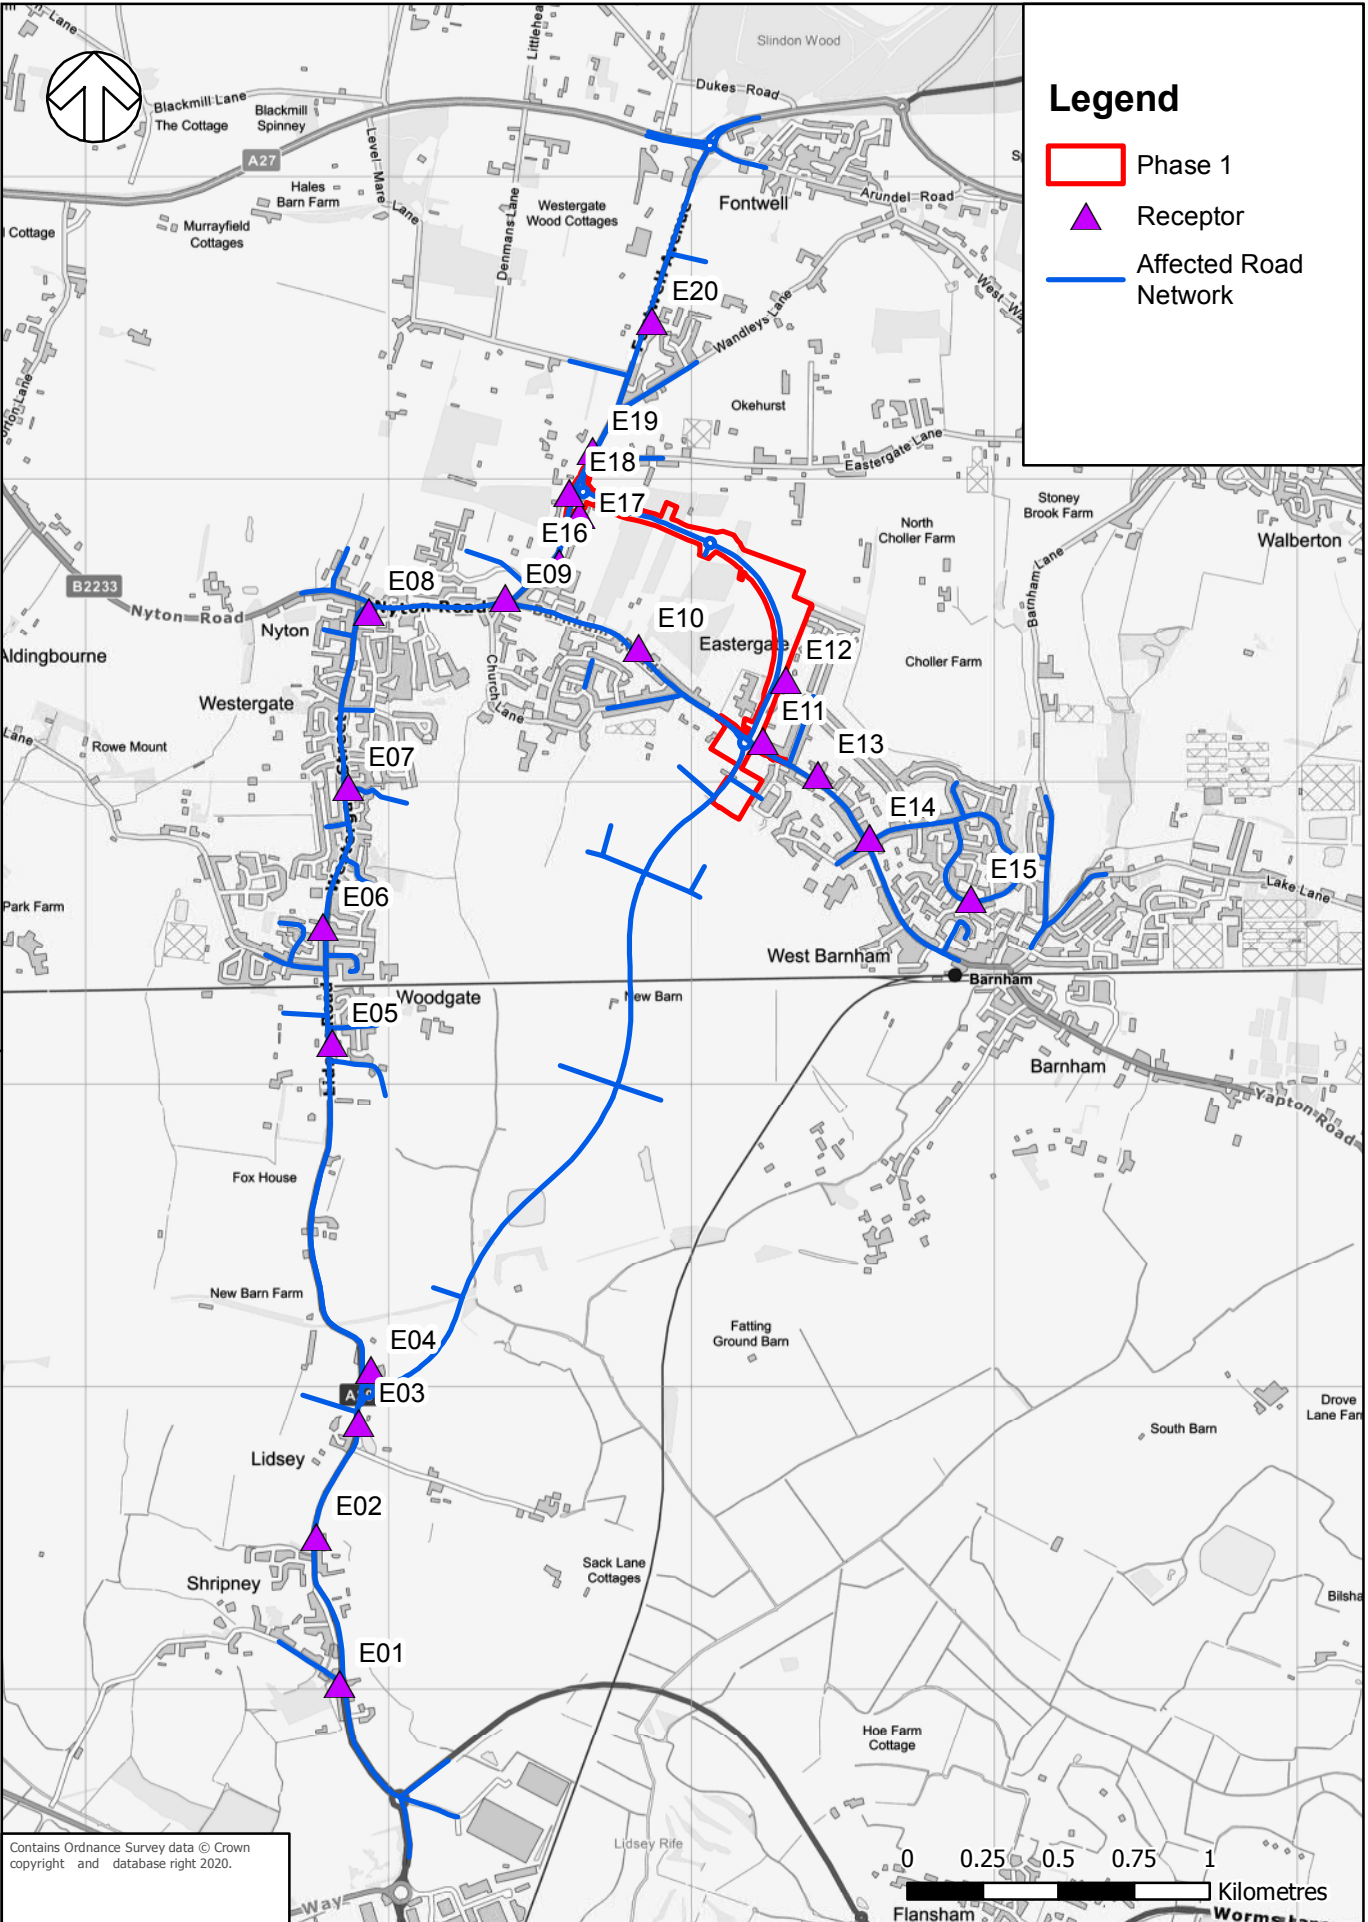 Slindon Wood
Dukes Road
Blackmill Lane
The Cottage
Blackmill
Spinney
A27
Level Mare Lane
Hales
Barn Farm
Murrayfield
Cottages
Denmans Lane
Westergate
Wood Cottages
Fontwell
Arundel Road
E20
Wandleys Lane
Okehurst
E19
Eastergate Lane
E18
E17
E16
Stoney
Brook Farm
North
Choller Farm
Walberton
Barnham Lane
B2233
Nyton Road
E08
Nyton Road
E09
Nyton
E10
Eastergate
E12
Choller Farm
Aldingbourne
Church Lane
Westergate
Lane
Rowe Mount
E11
E13
E07
E14
E15
Lake Lane
Park Farm
E06
West Barnham
Barnham
Woodgate
New Barn
E05
Barnham
Yapton Road
Fox House
New Barn Farm
E04
Fatting
Ground Barn
E03
Drove
Lane Farm
South Barn
Lidsey
E02
Sack Lane
Cottages
Shripney
Bilsha
E01
Hoe Farm
Cottage
Lidsey Rife
Way
Flansham
Legend
Phase 1
Receptor
Affected Road
Network
Contains Ordnance Survey data © Crown
copyright and database right 2020.
0 0.25 0.5 0.75 1
Kilometres